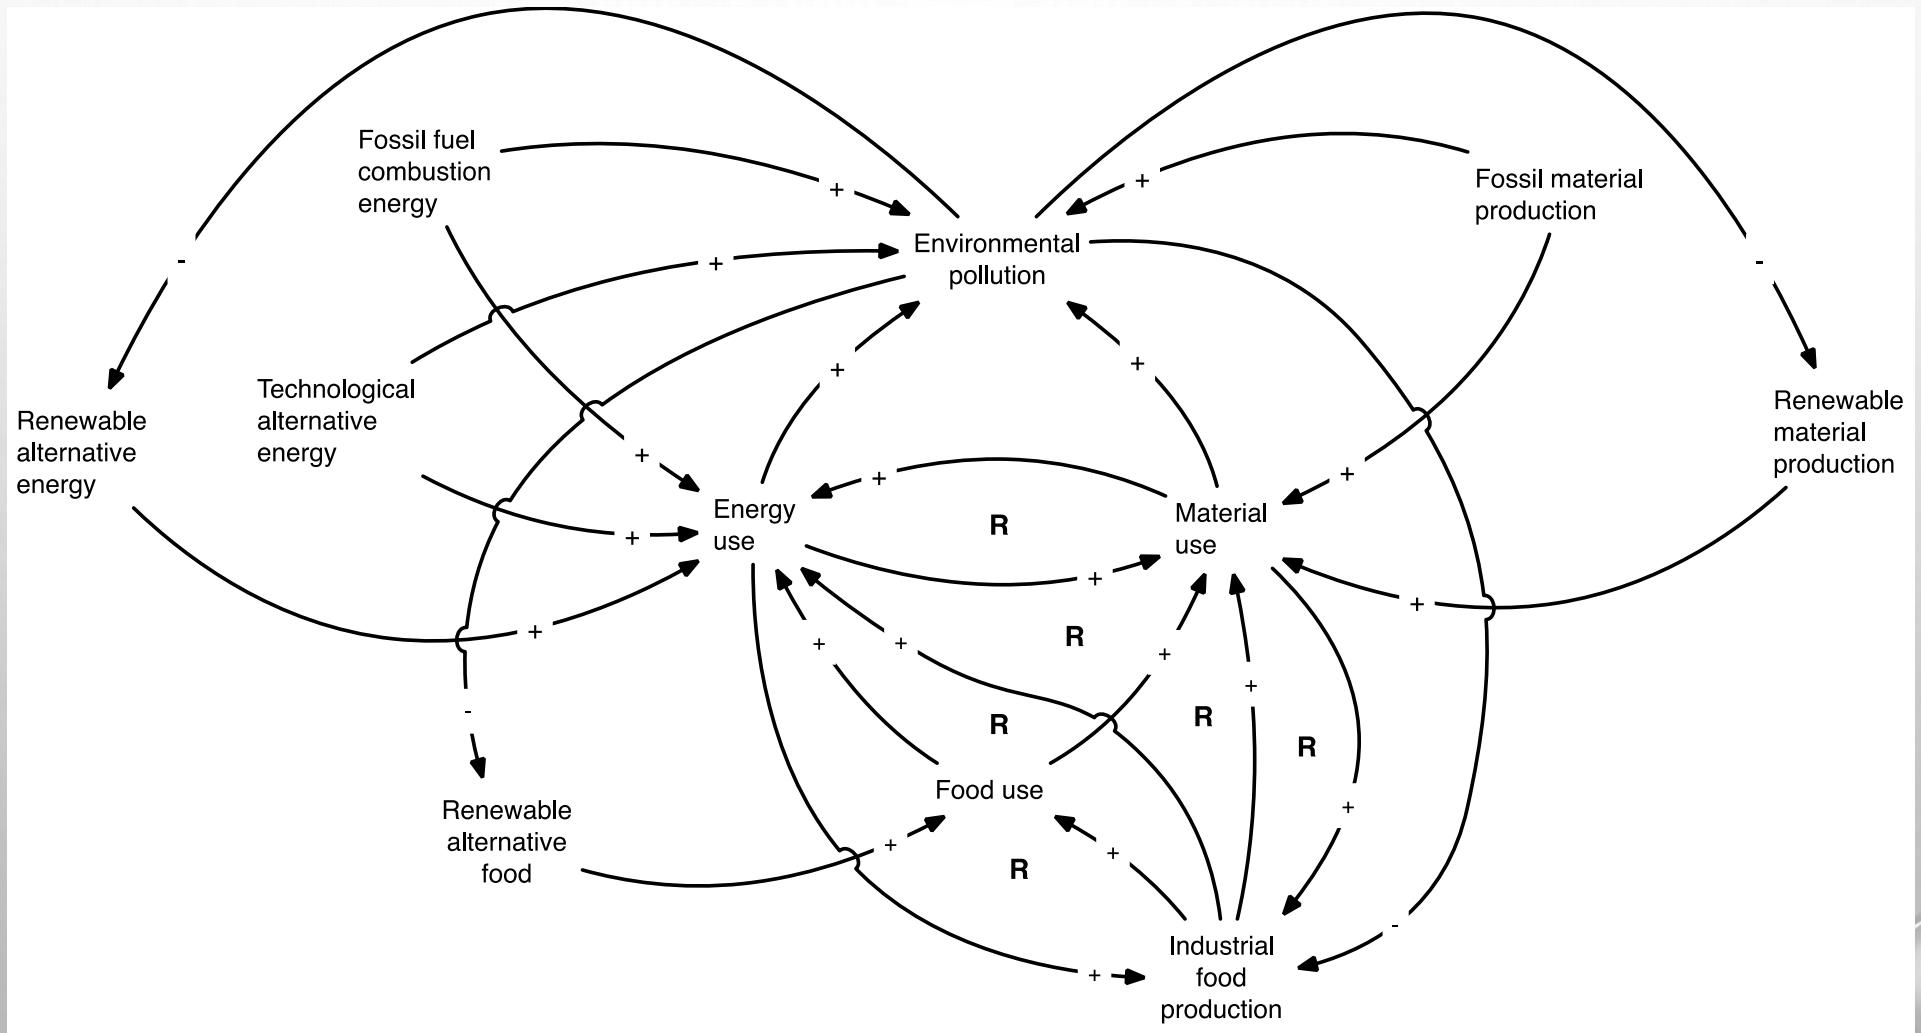 Fossil fuel
combustion
energy
+
+
Fossil material
production
Environmental
pollution
+
-
-
+
+
Technological
alternative
energy
Renewable
alternative
energy
Renewable
material
production
+
+
+
Energy
use
R
Material
use
+
+
+
+
R
+
+
+
+
-
R
R
R
Food use
+
Renewable
alternative
food
+
R
+
-
Industrial
food
production
+